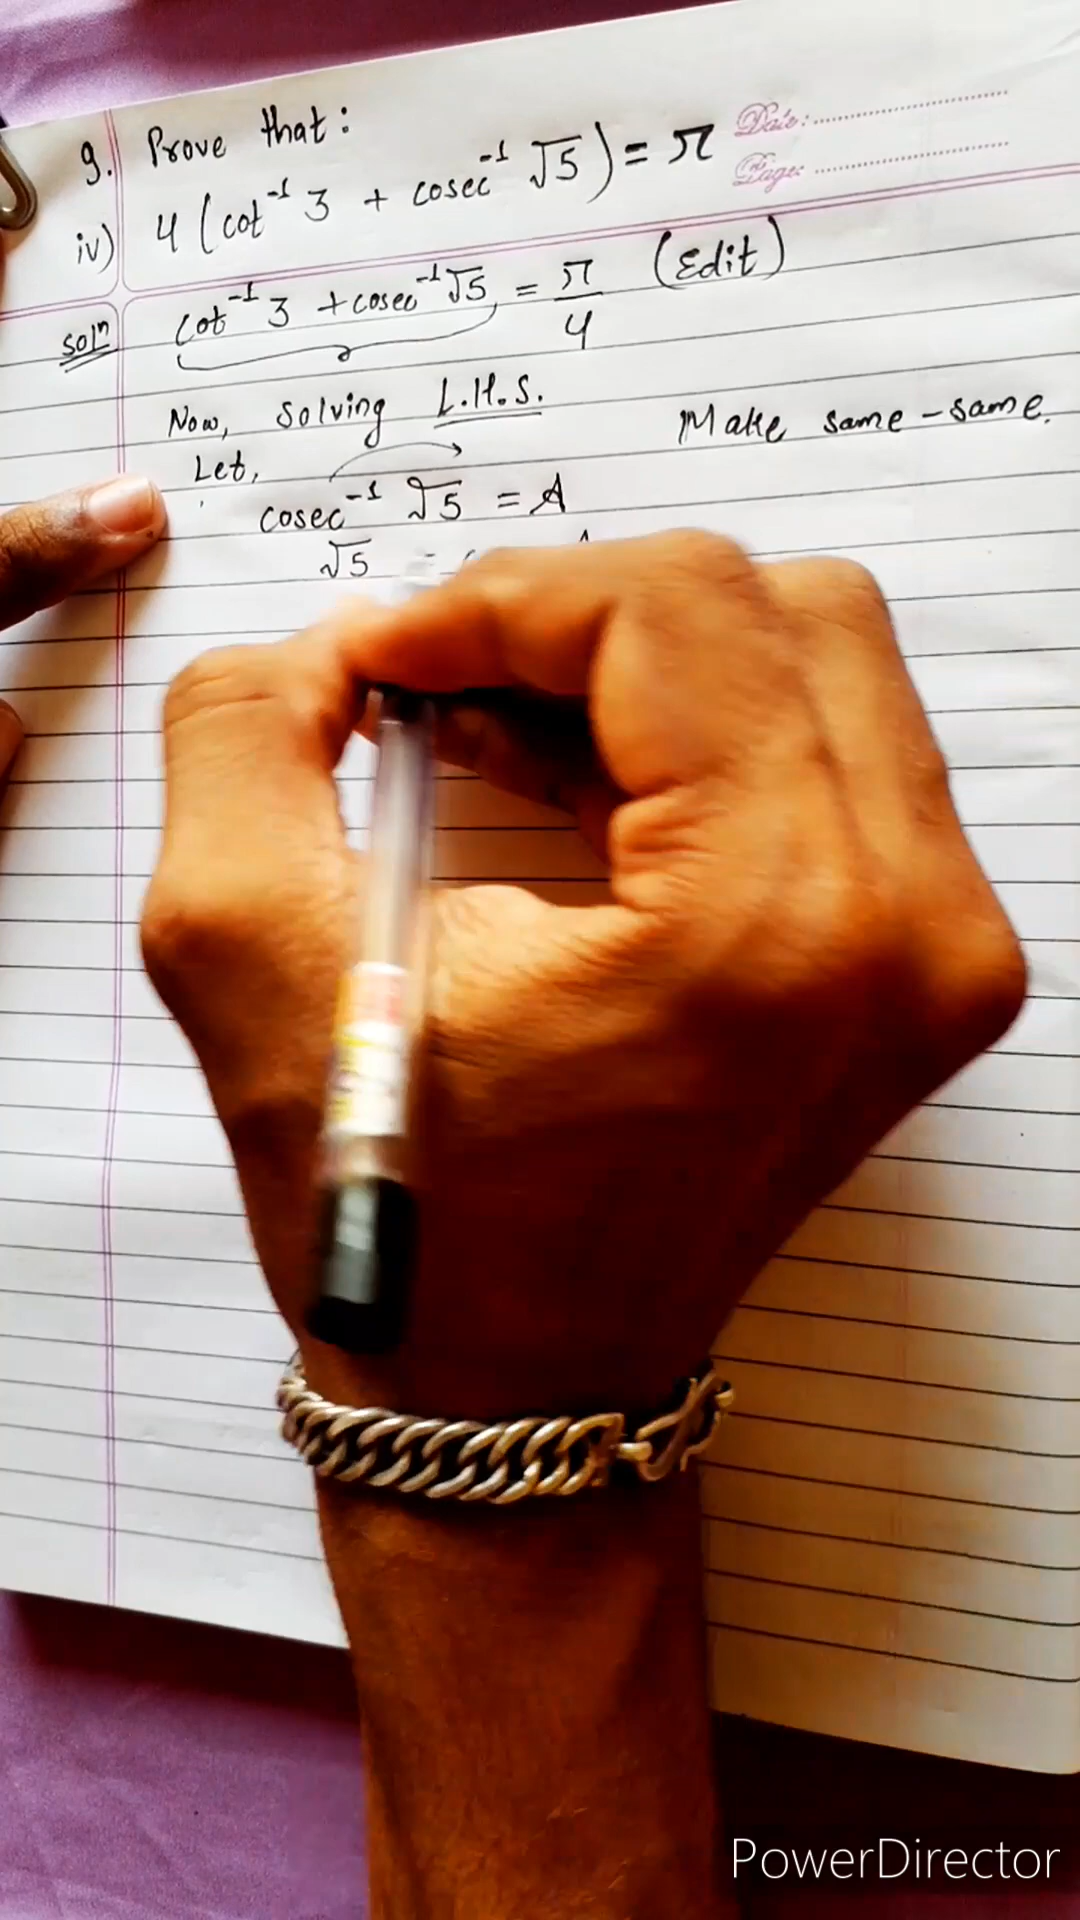 9. Prove that:
Date:
Page:
iv) 4 (cot⁻¹ 3 + cosec⁻¹ √5) = π
Solⁿ cot⁻¹ 3 + cosec⁻¹ √5 = π/4 (Edit)
Now, Solving L.H.S.
Make same-same.
Let,
cosec⁻¹ √5 = A
√5 =
PowerDirector